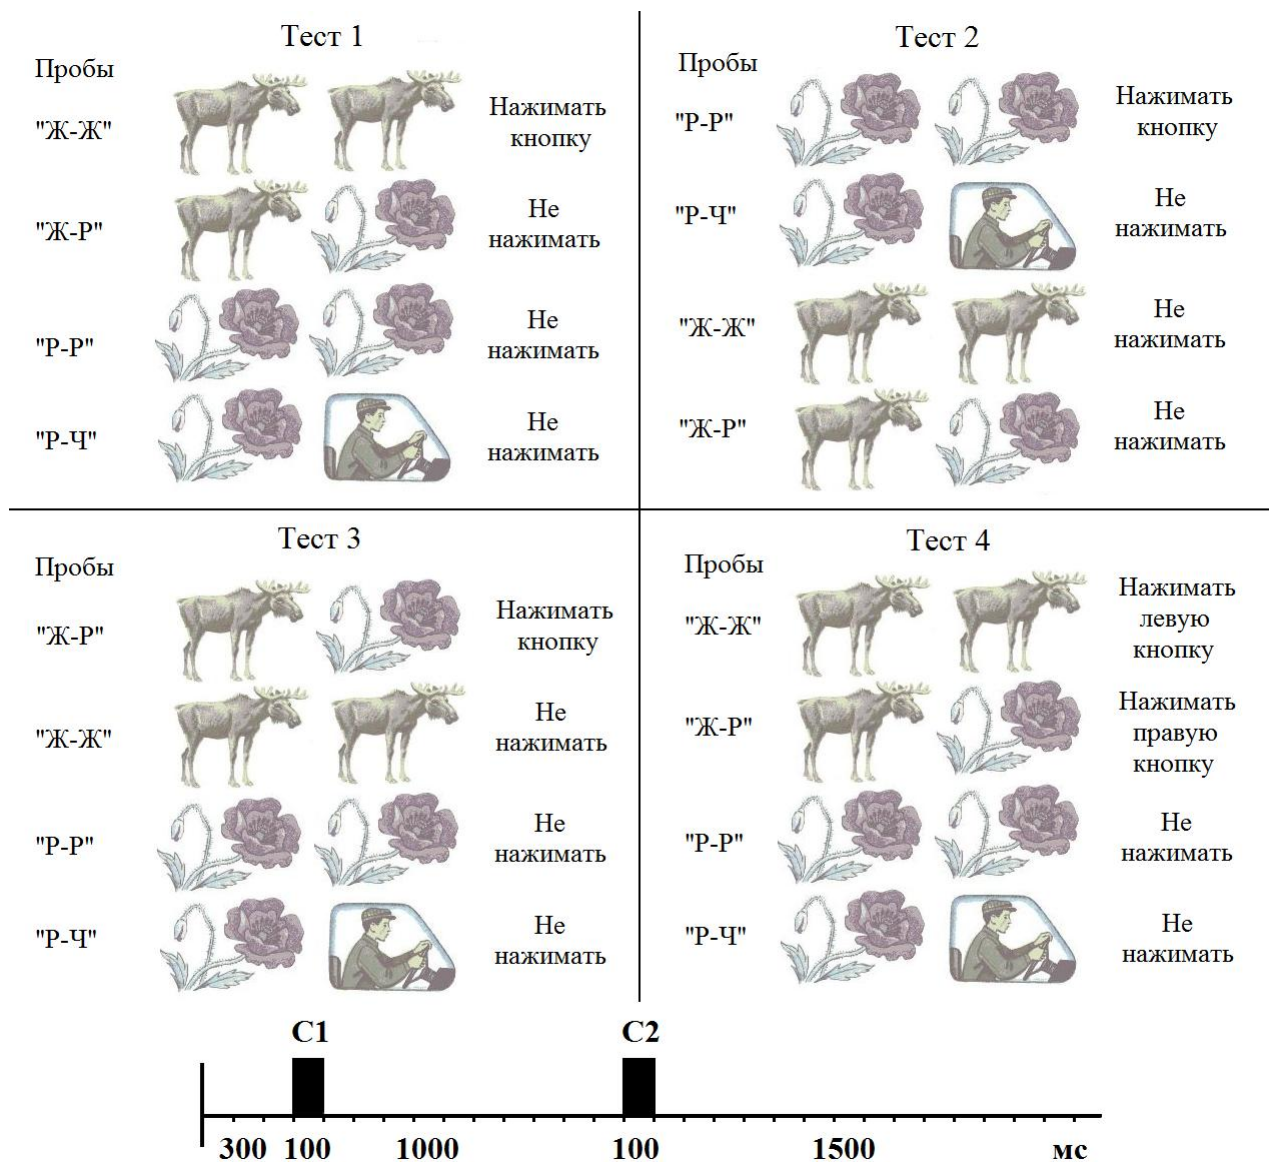 Тест 1
Пробы
"Ж-Ж"
Нажимать
кнопку
"Ж-Р"
Не
нажимать
"Р-Р"
Не
нажимать
"Р-Ч"
Не
нажимать
Тест 2
Пробы
"Р-Р"
Нажимать
кнопку
"Р-Ч"
Не
нажимать
"Ж-Ж"
Не
нажимать
"Ж-Р"
Не
нажимать
Тест 3
Пробы
"Ж-Р"
Нажимать
кнопку
"Ж-Ж"
Не
нажимать
"Р-Р"
Не
нажимать
"Р-Ч"
Не
нажимать
Тест 4
Пробы
"Ж-Ж"
Нажимать
левую
кнопку
"Ж-Р"
Нажимать
правую
кнопку
"Р-Р"
Не
нажимать
"Р-Ч"
Не
нажимать
С1 С2
300 100 1000 100 1500 мс